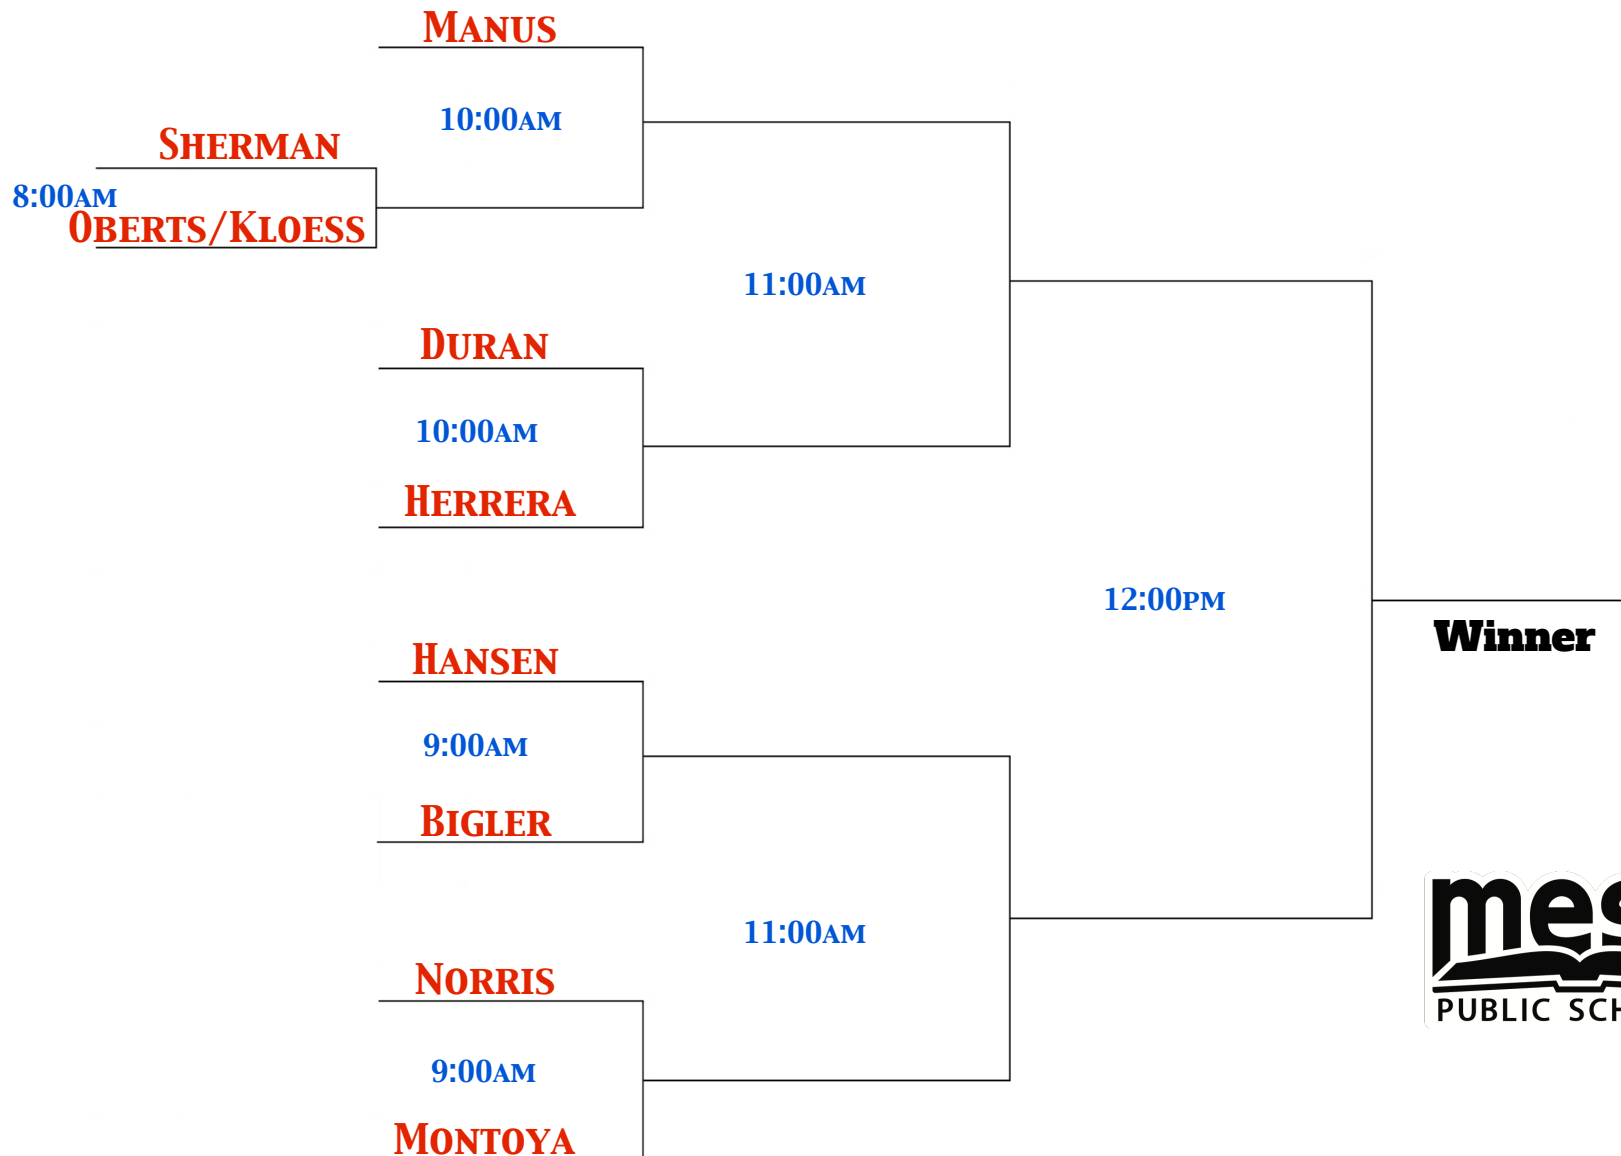 Manus
10:00am
Sherman
8:00am
Oberts/Kloess
11:00am
Duran
10:00am
Herrera
12:00pm
Winner
Hansen
9:00am
Bigler
11:00am
Norris
9:00am
Montoya
mes
PUBLIC SCH